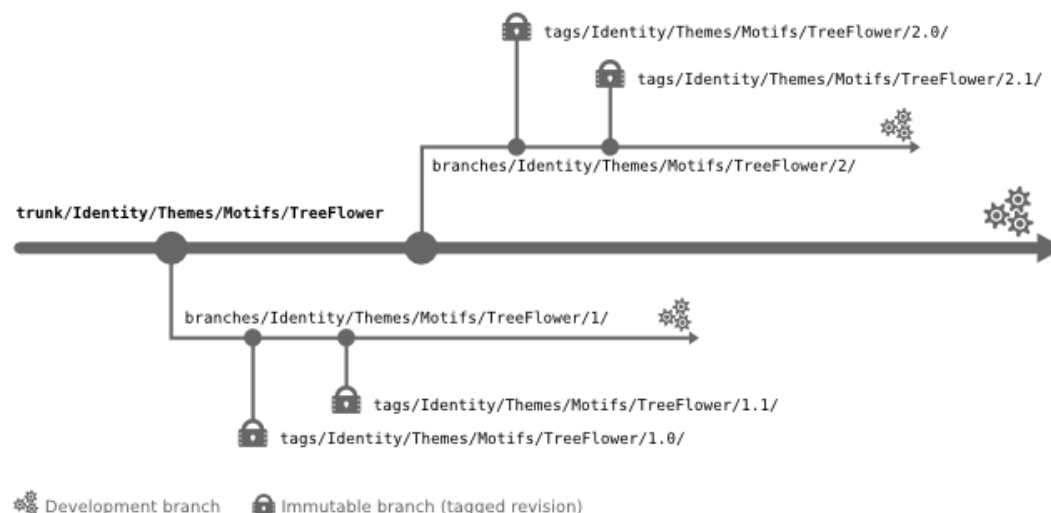 tags/Identity/Themes/Motifs/TreeFlower/2.0/
tags/Identity/Themes/Motifs/TreeFlower/2.1/
branches/Identity/Themes/Motifs/TreeFlower/2/
trunk/Identity/Themes/Motifs/TreeFlower
branches/Identity/Themes/Motifs/TreeFlower/1/
tags/Identity/Themes/Motifs/TreeFlower/1.1/
tags/Identity/Themes/Motifs/TreeFlower/1.0/
Development branch
Immutable branch (tagged revision)